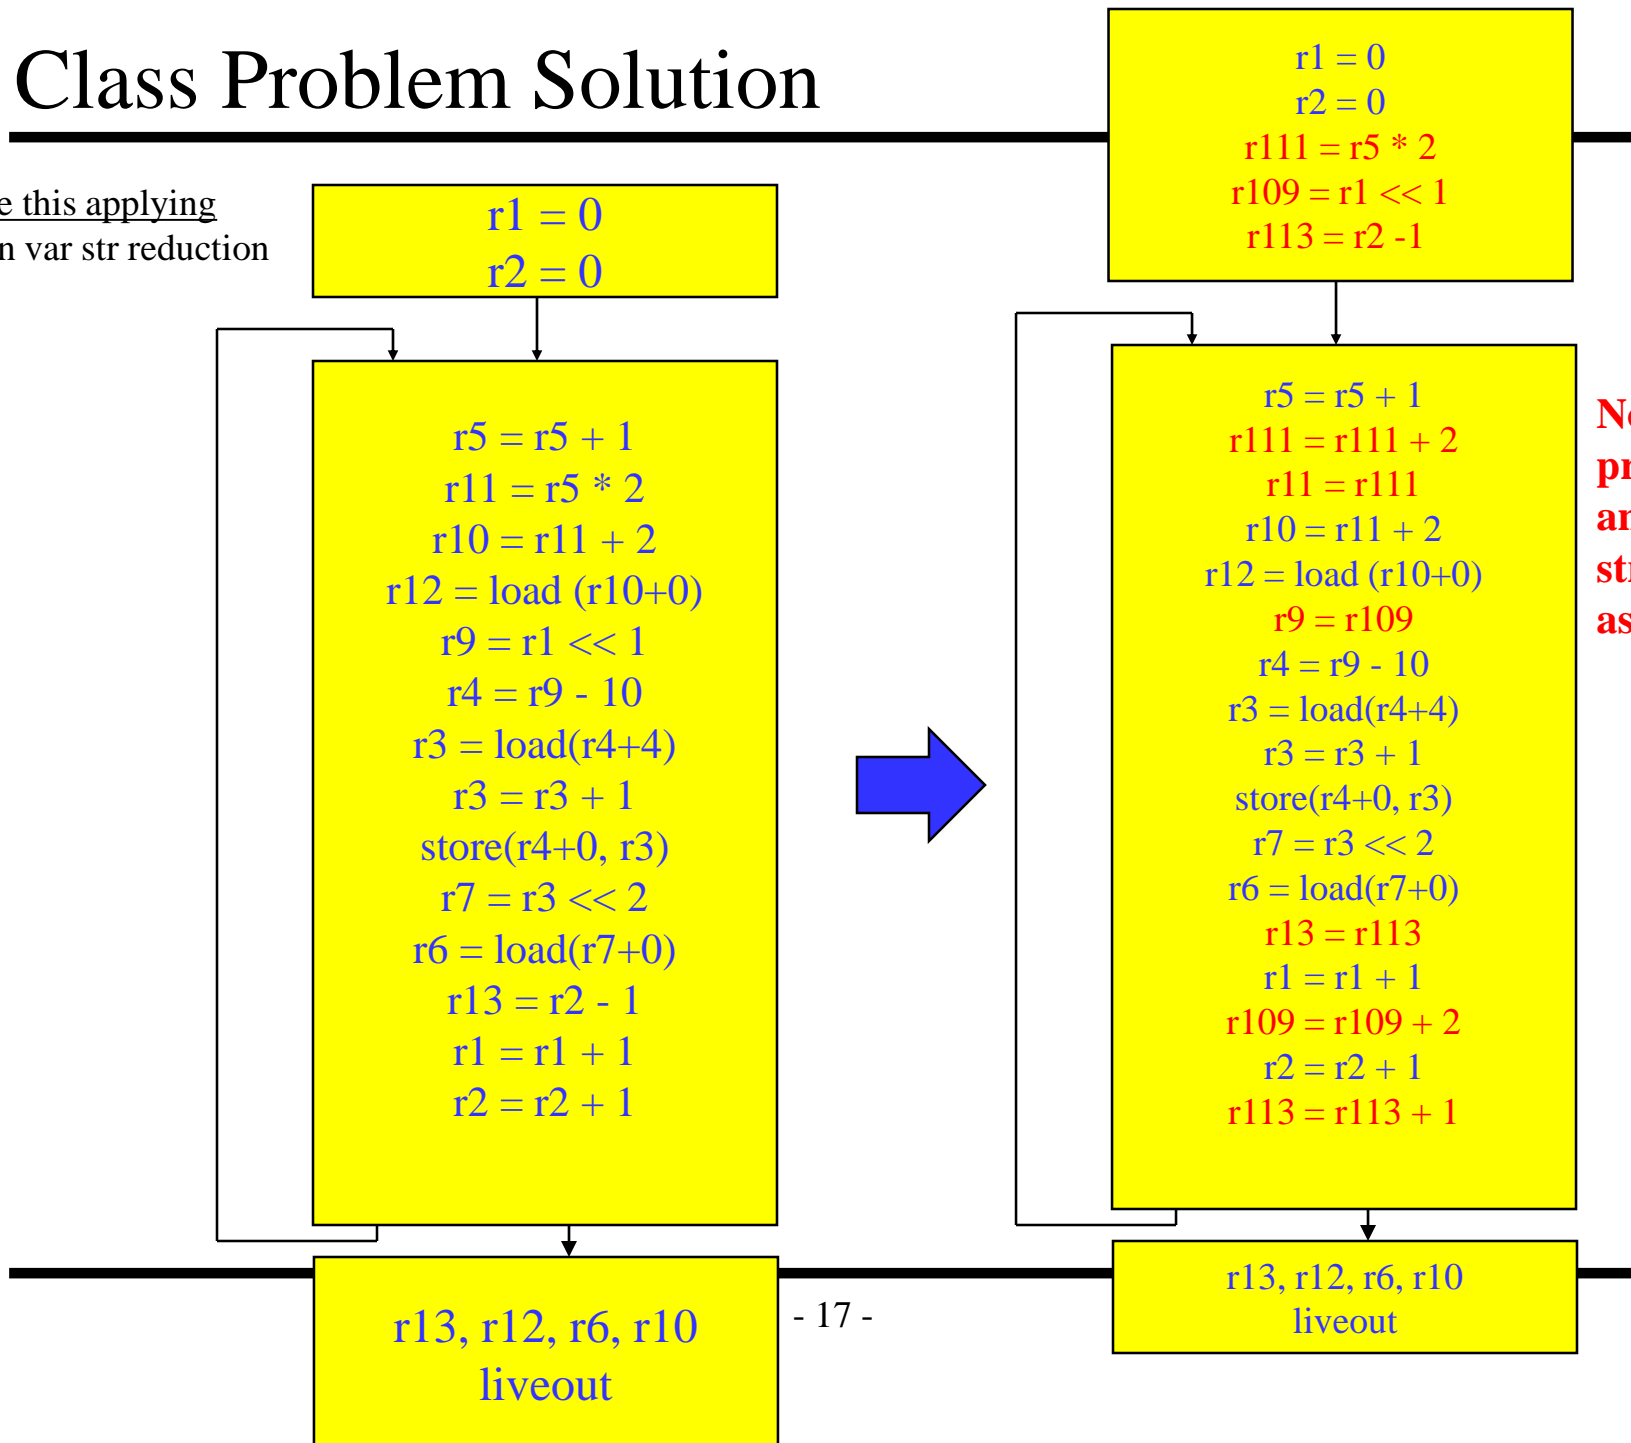 Class Problem Solution
this applying
var str reduction
r1 = 0
r2 = 0
r5 = r5 + 1
r11 = r5 * 2
r10 = r11 + 2
r12 = load (r10+0)
r9 = r1 << 1
r4 = r9 - 10
r3 = load(r4+4)
r3 = r3 + 1
store(r4+0, r3)
r7 = r3 << 2
r6 = load(r7+0)
r13 = r2 - 1
r1 = r1 + 1
r2 = r2 + 1
r13, r12, r6, r10
liveout
r1 = 0
r2 = 0
r111 = r5 * 2
r109 = r1 << 1
r113 = r2 -1
r5 = r5 + 1
r111 = r111 + 2
r11 = r111
r10 = r11 + 2
r12 = load (r10+0)
r9 = r109
r4 = r9 - 10
r3 = load(r4+4)
r3 = r3 + 1
store(r4+0, r3)
r7 = r3 << 2
r6 = load(r7+0)
r13 = r113
r1 = r1 + 1
r109 = r109 + 2
r2 = r2 + 1
r113 = r113 + 1
r13, r12, r6, r10
liveout
- 17 -